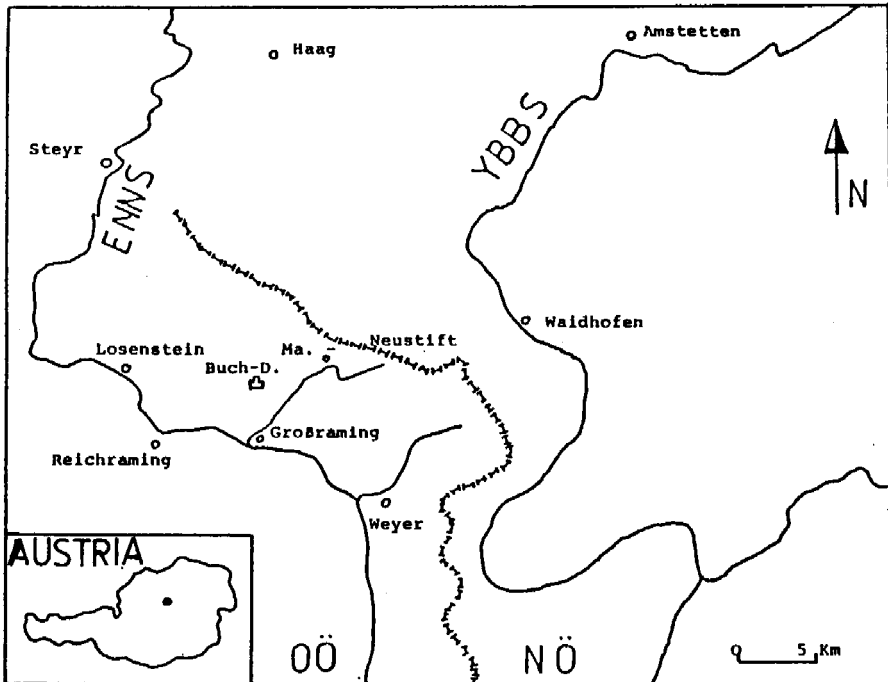 Haag
Amstetten
Steyr
ENNS
YBBS
N
Ma. Neustift
Waidhofen
Losenstein
Buch-D.
Großraming
Reichraming
Weyer
AUSTRIA
OÖ
NÖ
0 5 Km